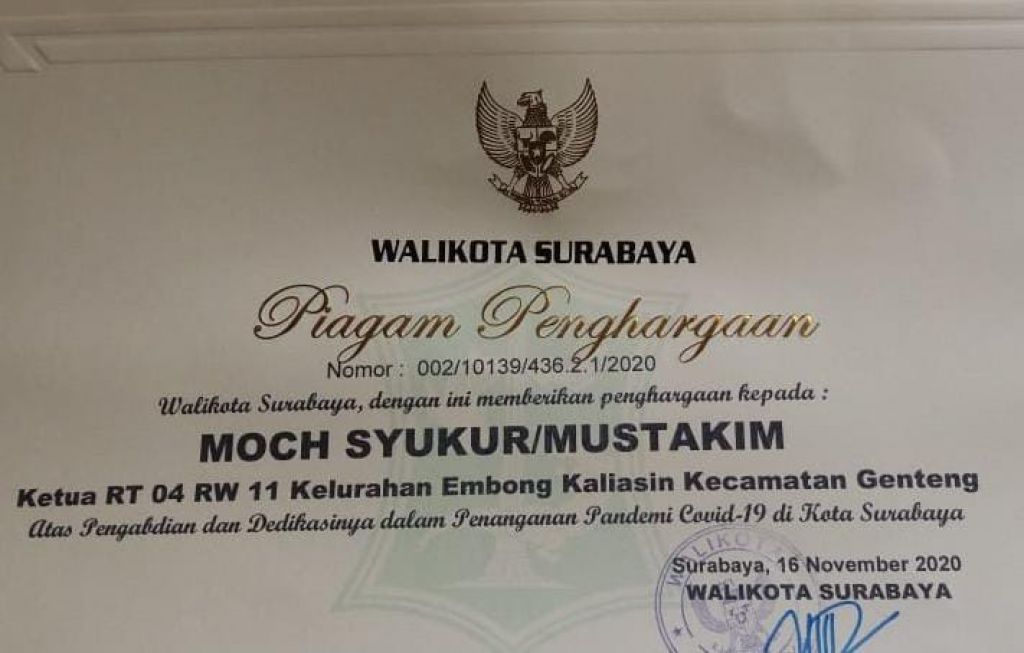 WALIKOTA SURABAYA
Piagam Penghargaan
Nomor : 002/10139/436.2.1/2020
Walikota Surabaya, dengan ini memberikan penghargaan kepada :
MOCH SYUKUR/MUSTAKIM
Ketua RT 04 RW 11 Kelurahan Embong Kaliasin Kecamatan Genteng
Atas Pengabdian dan Dedikasinya dalam Penanganan Pandemi Covid-19 di Kota Surabaya
Surabaya, 16 November 2020
WALIKOTA SURABAYA
WALIKOTA